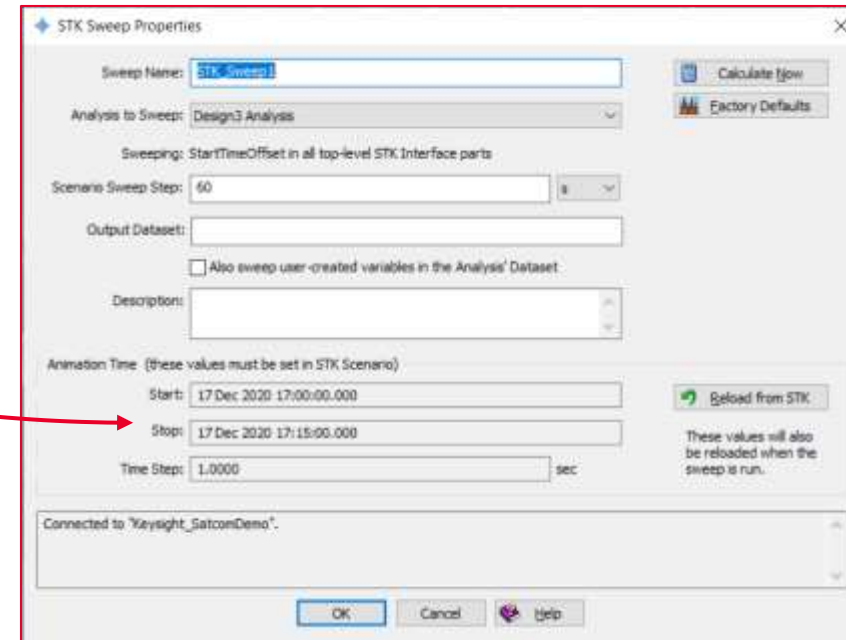 STK Sweep Properties
Sweep Name: STK_Sweep1
Calculate Now
Analysis to Sweep: Design3 Analysis
Factory Defaults
Sweeping: StartTimeOffset in all top-level STK Interface parts
Scenario Sweep Step: 60 s
Output Dataset:
Also sweep user-created variables in the Analysis' Dataset
Description:
Animation Time (these values must be set in STK Scenario)
Start: 17 Dec 2020 17:00:00.000
Reload from STK
Stop: 17 Dec 2020 17:15:00.000
These values will also
be reloaded when the
sweep is run.
Time Step: 1.0000 sec
Connected to "Keysight_SatcomDemo".
OK Cancel Help